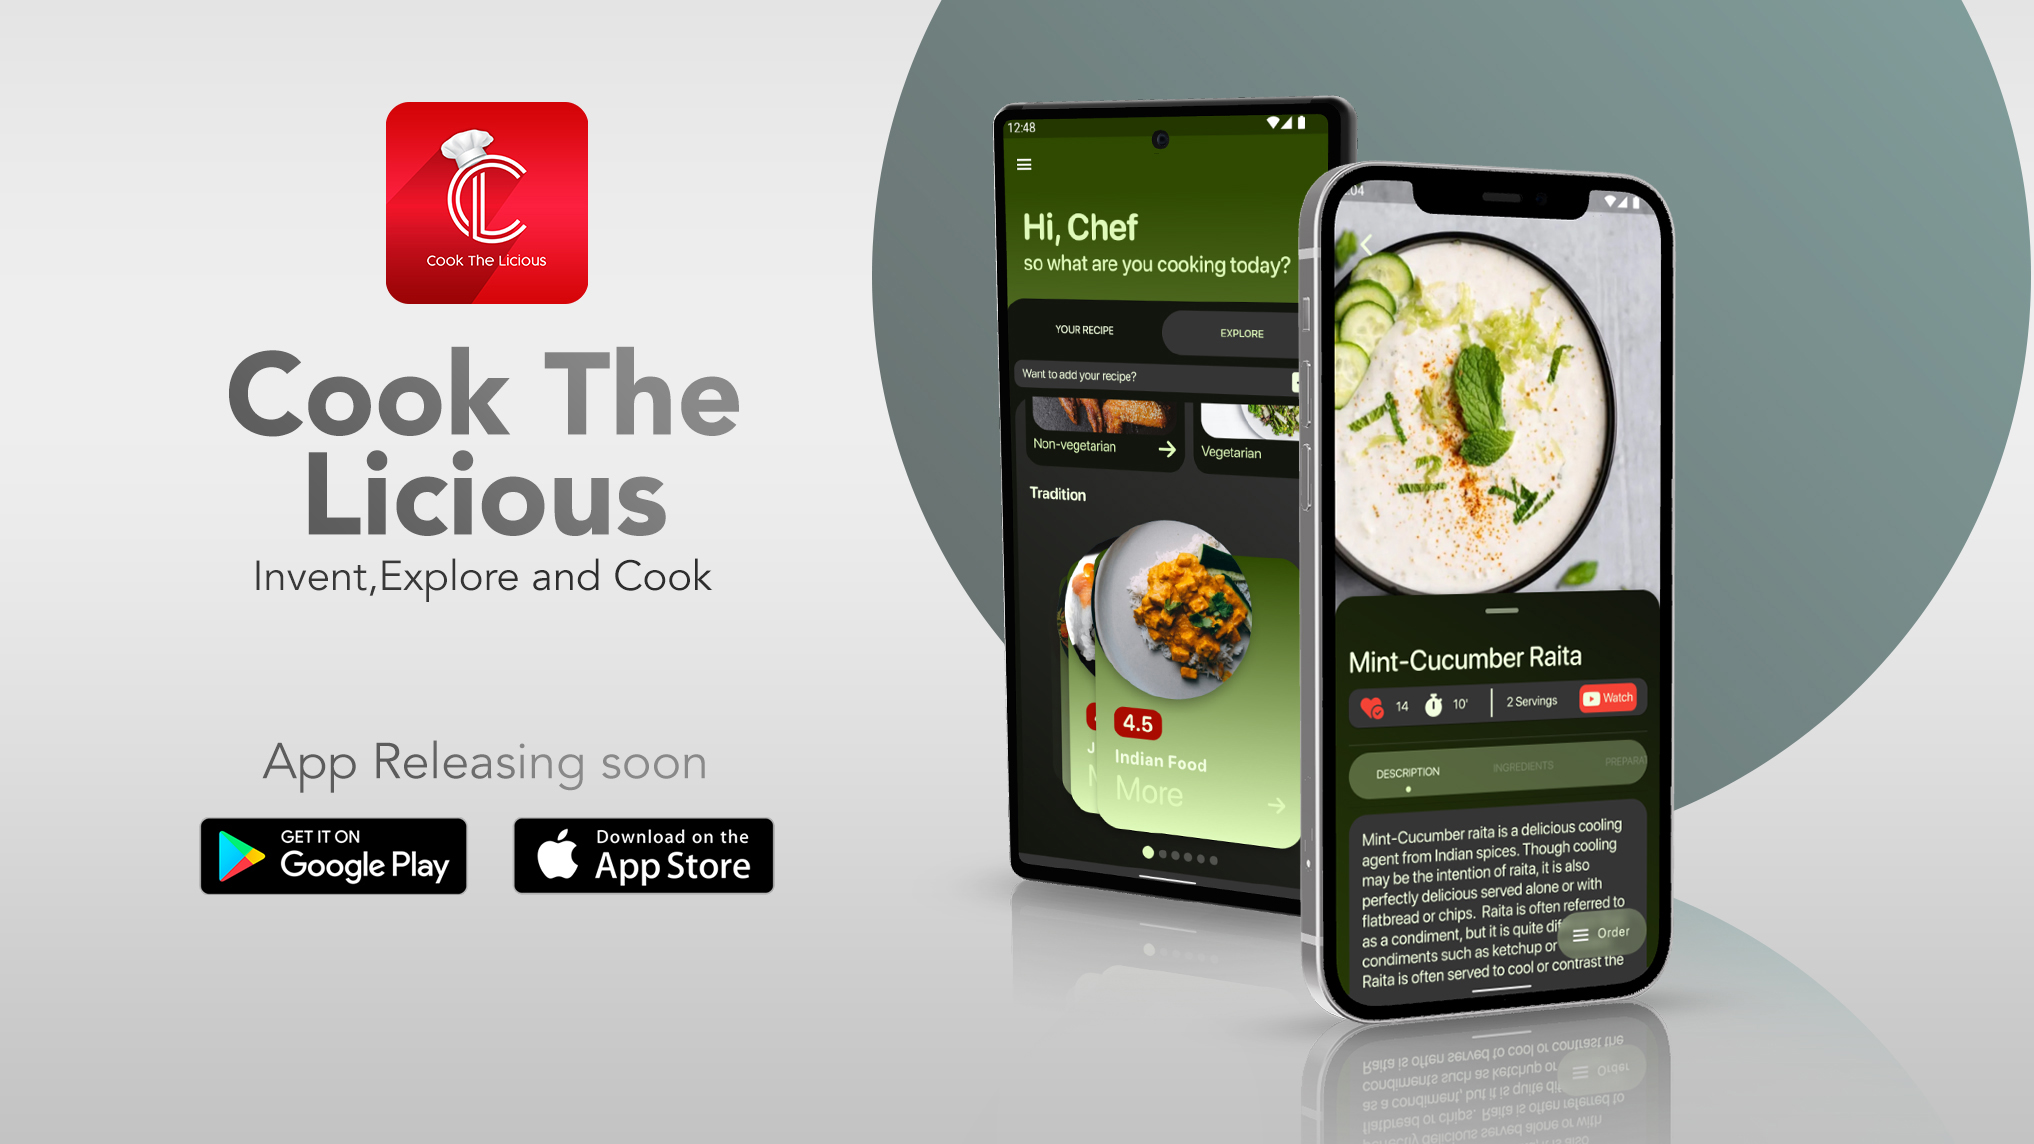 CL
Cook The Licious
Cook The
Licious
Invent,Explore and Cook
App Releasing soon
GET IT ON
Google Play
Download on the
App Store
12:48
Hi, Chef
so what are you cooking today?
YOUR RECIPE
EXPLORE
Want to add your recipe?
Non-vegetarian
Vegetarian
Tradition
4.5
Indian Food
More
:04
Mint-Cucumber Raita
14
10'
2 Servings
Watch
DESCRIPTION
INGREDIENTS
PREPARAT
Mint-Cucumber raita is a delicious cooling
agent from Indian spices. Though cooling
may be the intention of raita, it is also
perfectly delicious served alone or with
flatbread or chips. Raita is often referred to
as a condiment, but it is quite dif
condiments such as ketchup or
Raita is often served to cool or contrast the
Order